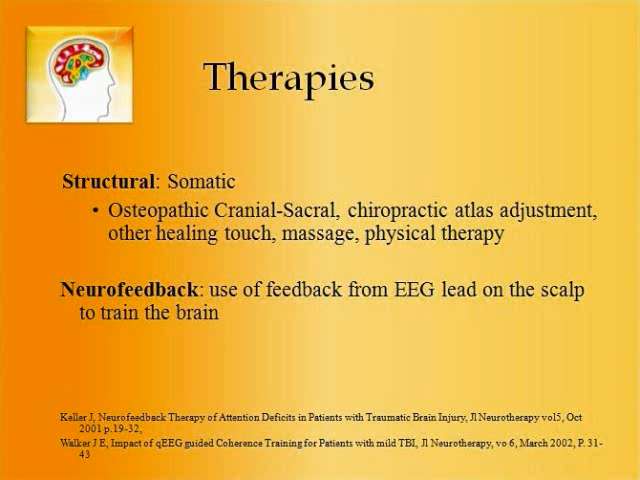 Therapies
Structural: Somatic
• Osteopathic Cranial-Sacral, chiropractic atlas adjustment,
other healing touch, massage, physical therapy
Neurofeedback: use of feedback from EEG lead on the scalp
to train the brain
Keller J, Neurofeedback Therapy of Attention Deficits in Patients with Traumatic Brain Injury, Jl Neurotherapy vol5, Oct
2001 p.19-32,
Walker J E, Impact of qEEG guided Coherence Training for Patients with mild TBI, Jl Neurotherapy, vo 6, March 2002, P. 31-
43